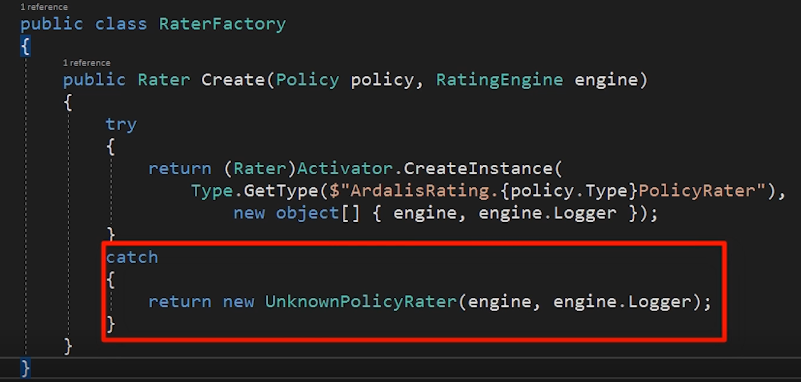 1 reference
public class RaterFactory
{
1 reference
public Rater Create(Policy policy, RatingEngine engine)
{
try
{
return (Rater)Activator.CreateInstance(
Type.GetType($"ArdalisRating.{policy.Type}PolicyRater"),
new object[] { engine, engine.Logger });
}
catch
{
return new UnknownPolicyRater(engine, engine.Logger);
}
}
}